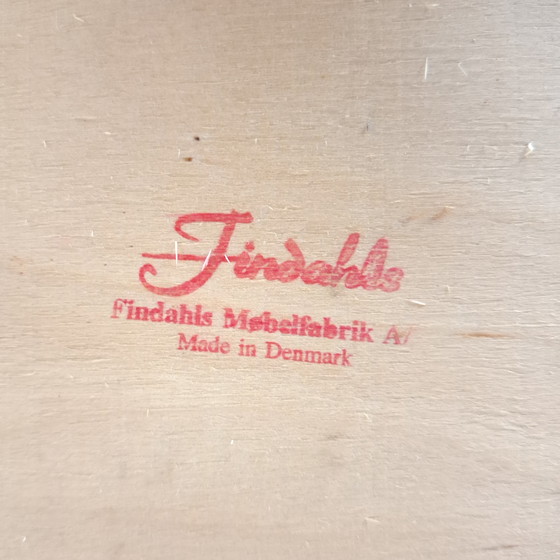 Findahls
Findahls Møbelfabrik A/
Made in Denmark